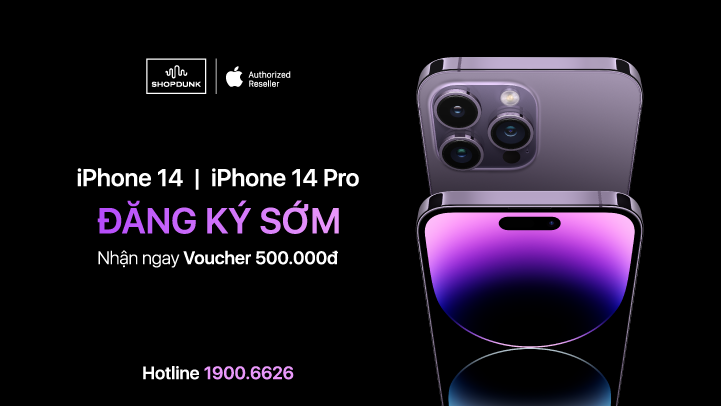 SHOPDUNK
Authorized
Reseller
iPhone 14 | iPhone 14 Pro
ĐĂNG KÝ SỚM
Nhận ngay Voucher 500.000đ
Hotline 1900.6626